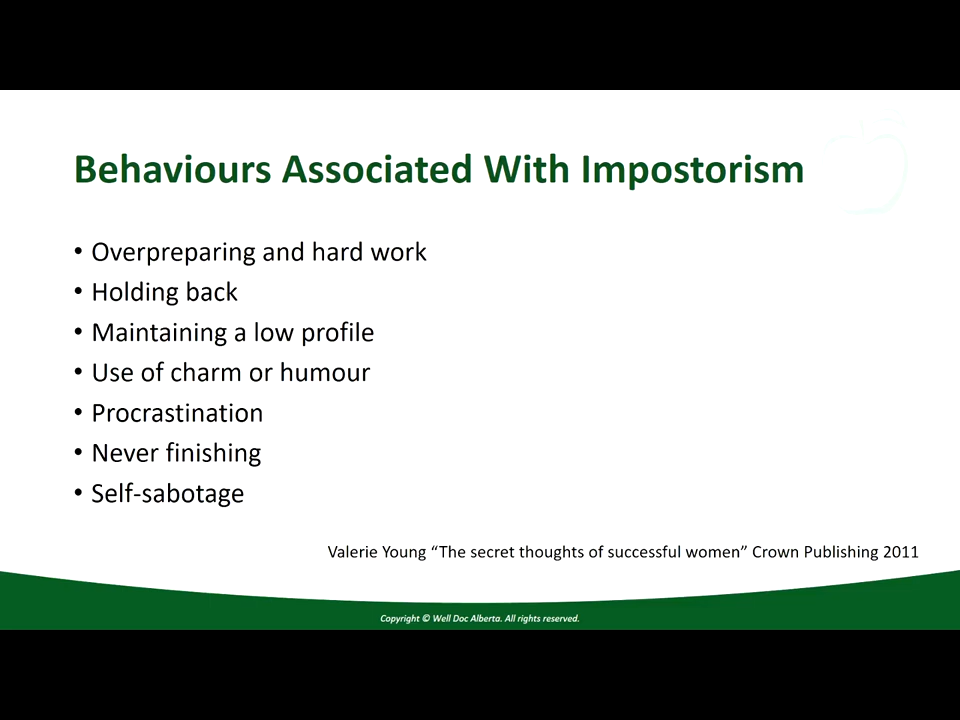 Behaviours Associated With Impostorism
• Overpreparing and hard work
• Holding back
• Maintaining a low profile
• Use of charm or humour
• Procrastination
• Never finishing
• Self-sabotage
Valerie Young “The secret thoughts of successful women” Crown Publishing 2011
Copyright © Well Doc Alberta. All rights reserved.